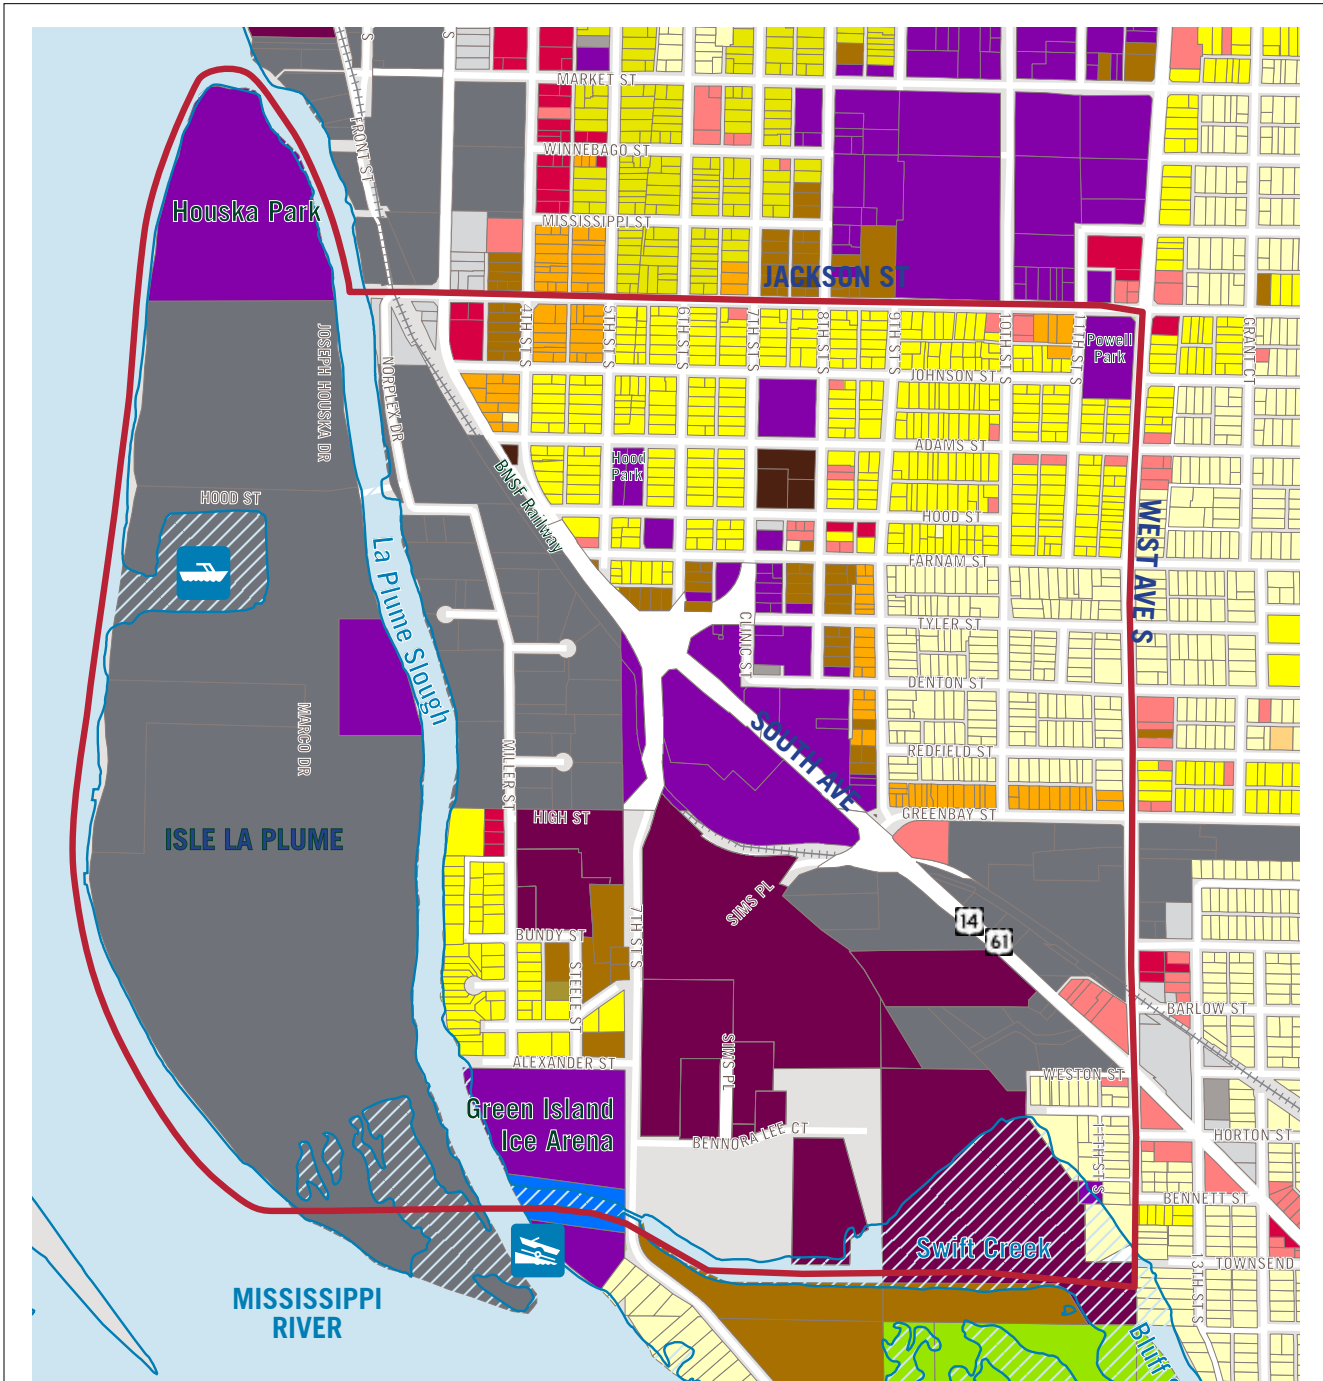 S
S
MARKET ST
FRONT ST
WINNEBAGO ST
Houska Park
MISSISSIPPI ST
JACKSON ST
4TH ST S
5TH ST S
6TH ST S
7TH ST S
8TH ST S
9TH ST S
10TH ST S
11TH ST S
GRANT CT
Powell
Park
JOSEPH HOUSKA DR
NORPLEX DR
JOHNSON ST
ADAMS ST
Hood
Park
BNSF Railway
HOOD ST
HOOD ST
WEST AVE S
FARNAM ST
La Plume Slough
CLINIC ST
TYLER ST
DENTON ST
MARCO DR
MILLER ST
SOUTH AVE
REDFIELD ST
HIGH ST
GREENBAY ST
ISLE LA PLUME
SIMS PL
7TH ST S
14
61
BUNDY ST
STEELE ST
BARLOW ST
ALEXANDER ST
SIMS PL
WESTON ST
Green Island
Ice Arena
BENNORA LEE CT
11TH ST S
HORTON ST
BENNETT ST
Swift Creek
13TH ST S
TOWNSEND
MISSISSIPPI
RIVER
Bluff